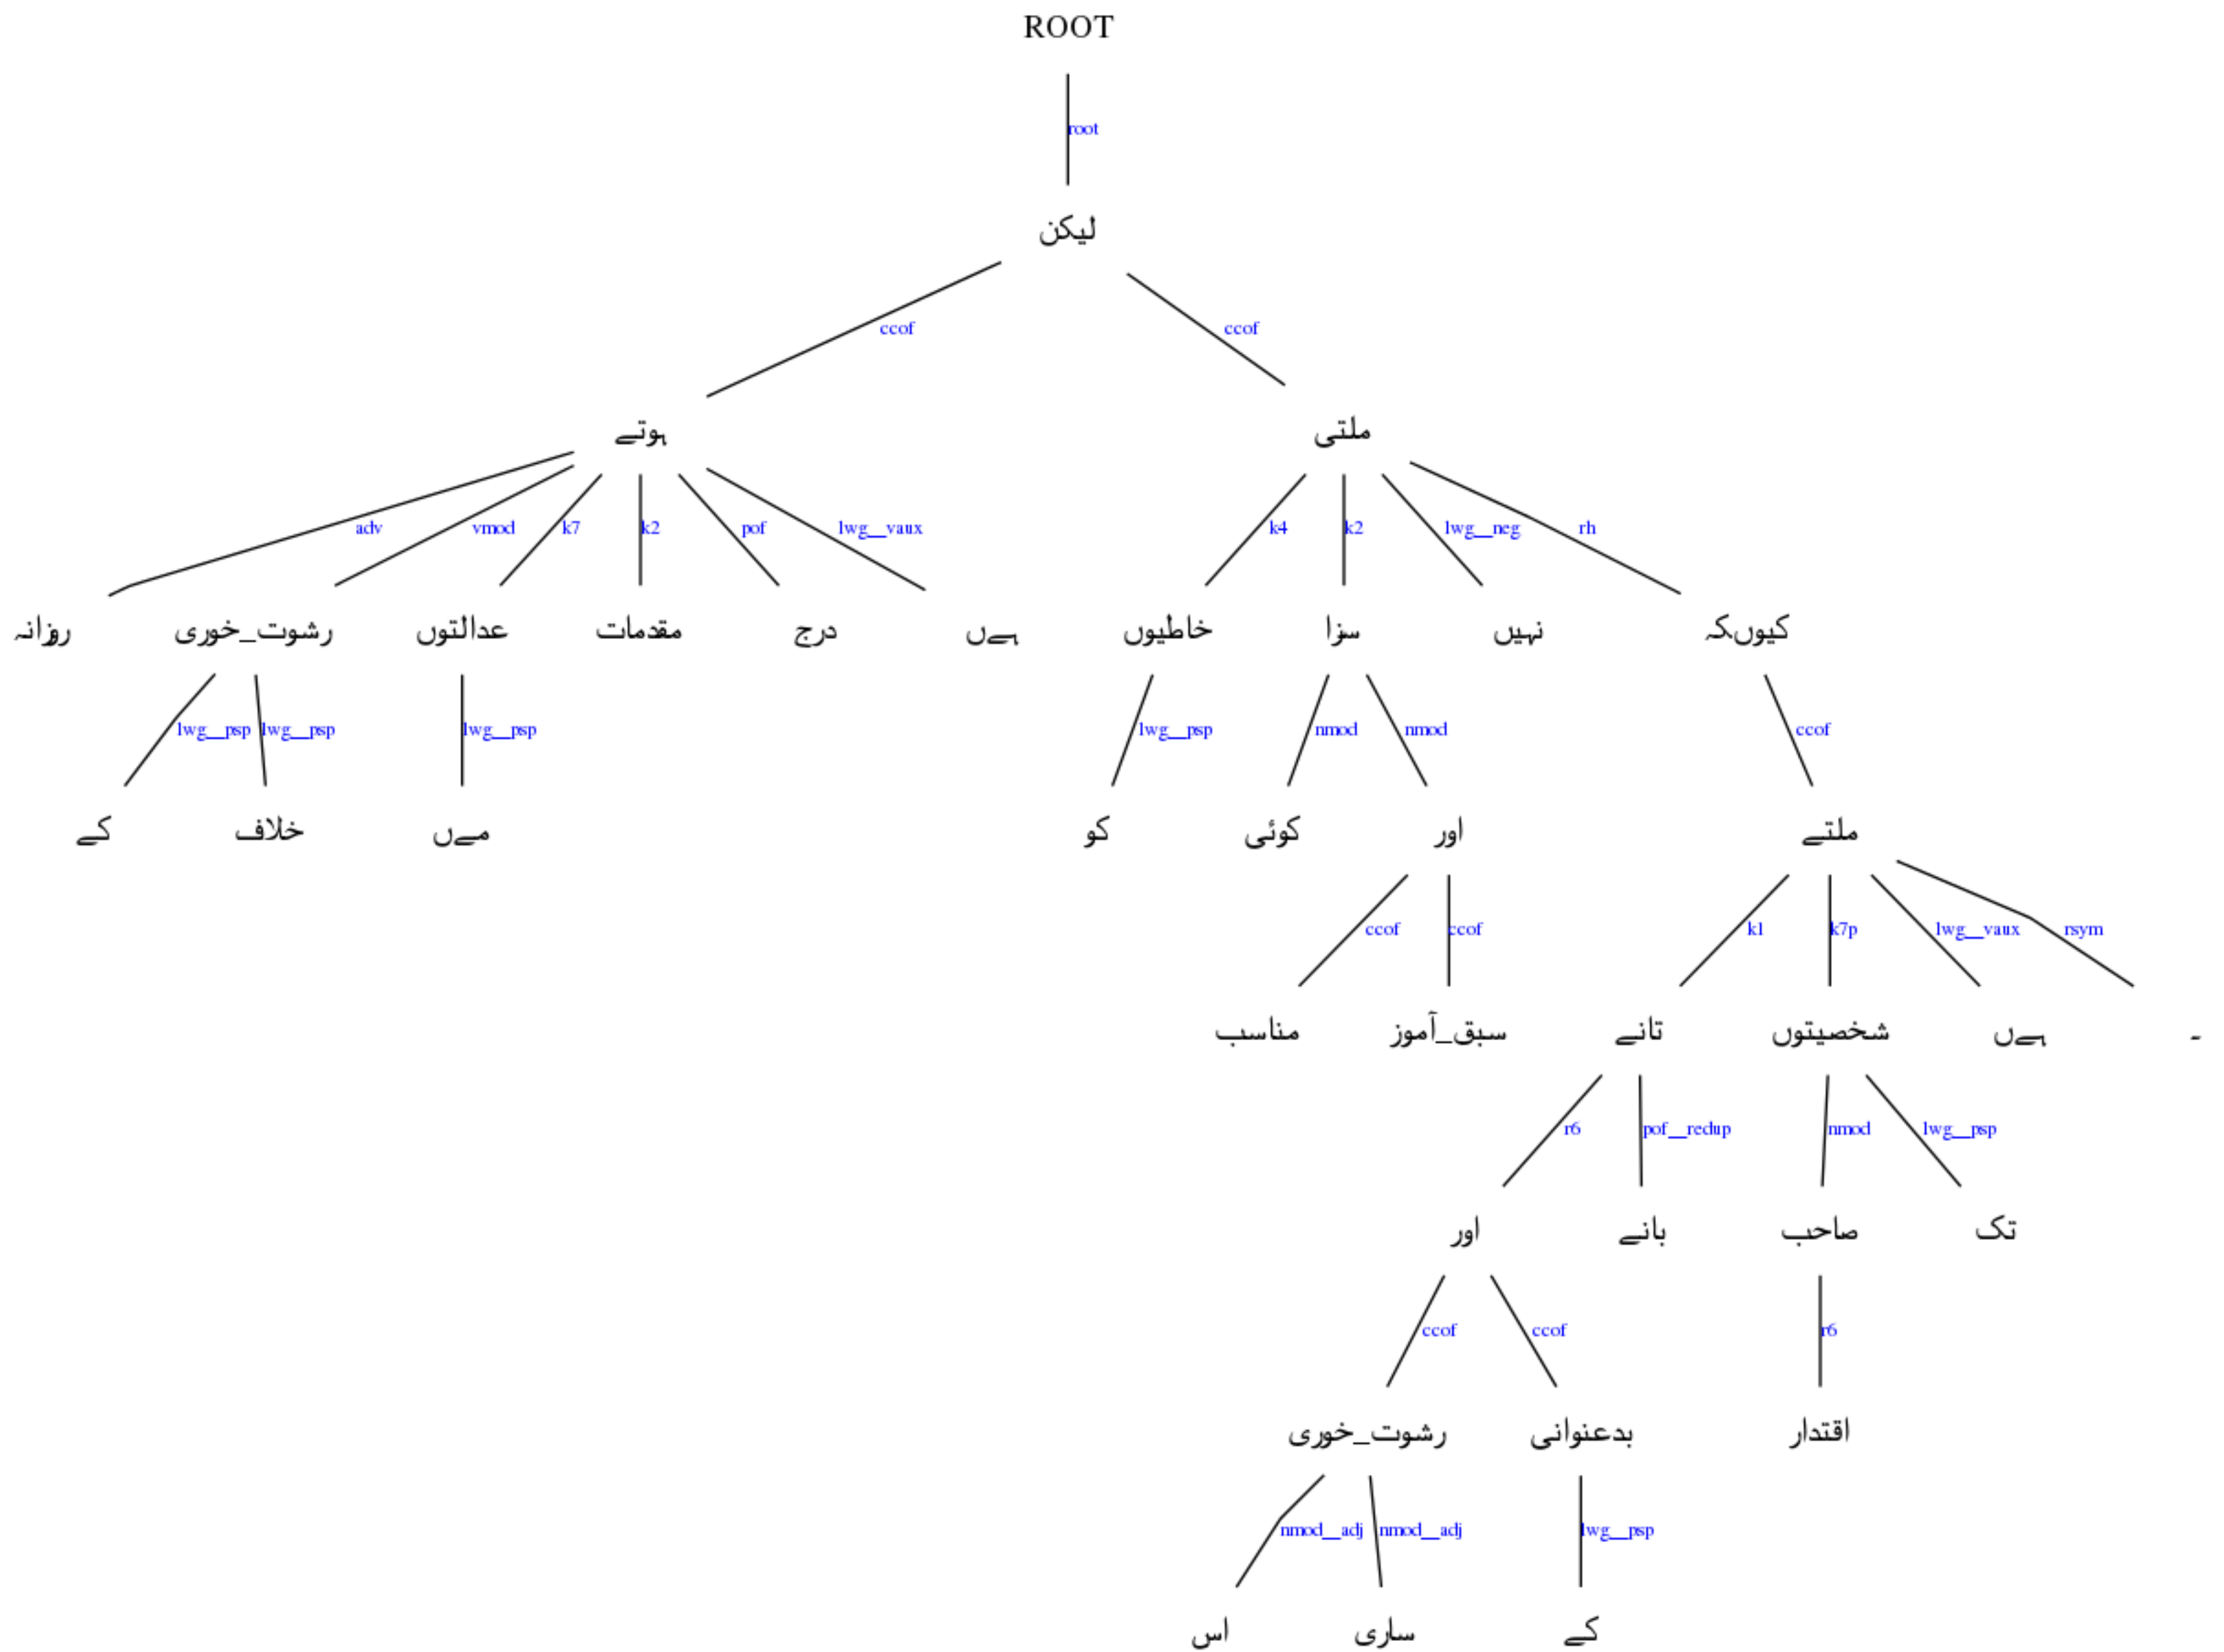 ROOT
root
لیکن
ccof ccof
ہوتے ملتی
adv vmod k7 k2 pof lwg__vaux k4 k2 lwg__neg rh
روزانہ رشوت_خوری عدالتوں مقدمات درج ہےں خاطیوں سزا نہیں کیوںکہ
lwg__psp lwg__psp lwg__psp lwg__psp nmod nmod ccof
کے خلاف مےں کو کوئی اور ملتے
ccof ccof k1 k7p lwg__vaux rsym
مناسب سبق_آموز تانے شخصیتوں ہےں ۔
r6 pof__redup nmod lwg__psp
اور بانے صاحب تک
ccof ccof r6
رشوت_خوری بدعنوانی اقتدار
nmod__adj nmod__adj lwg__psp
اس ساری کے